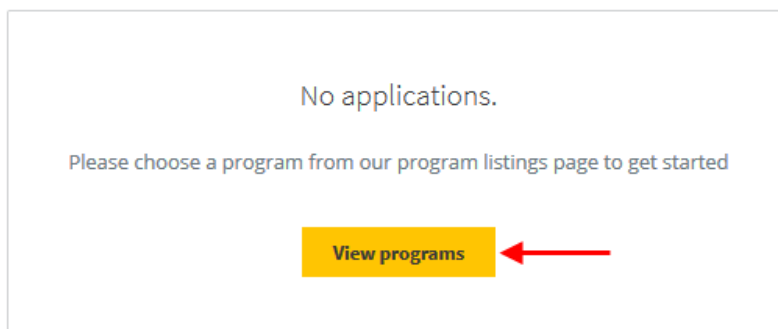 No applications.
Please choose a program from our program listings page to get started
View programs